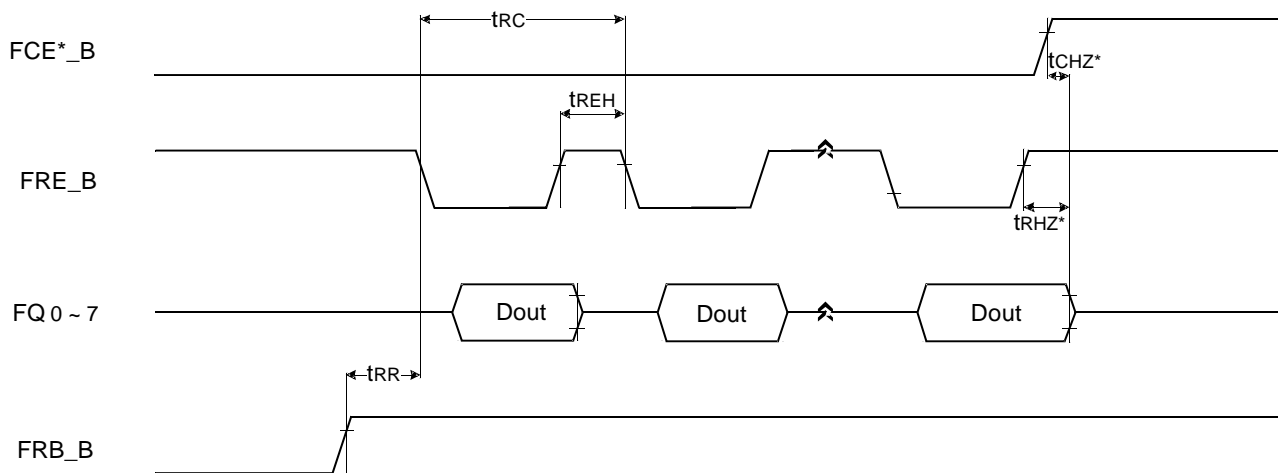 tRC
FCE*_B
tCHZ*
tREH
FRE_B
tRHZ*
FQ 0 ~ 7
Dout
Dout
Dout
tRR
FRB_B